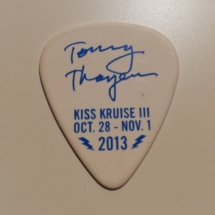 Tommy
Thayer
KISS KRUISE III
OCT. 28 - NOV. 1
2013